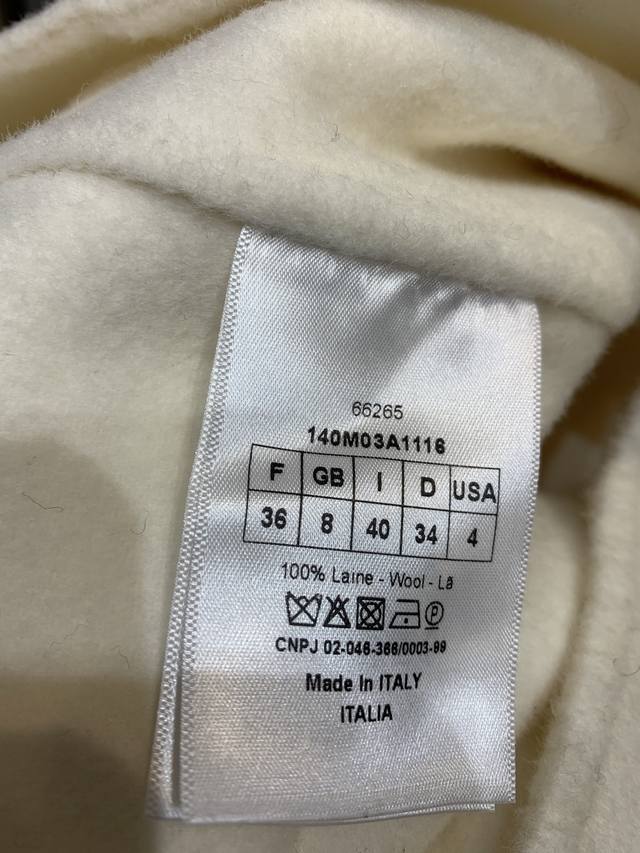 66265
140M03A1116
F GB I D USA
36 8 40 34 4
100% Laine - Wool - Lã
P
CNPJ 02-046-366/0003-99
Made In ITALY
ITALIA